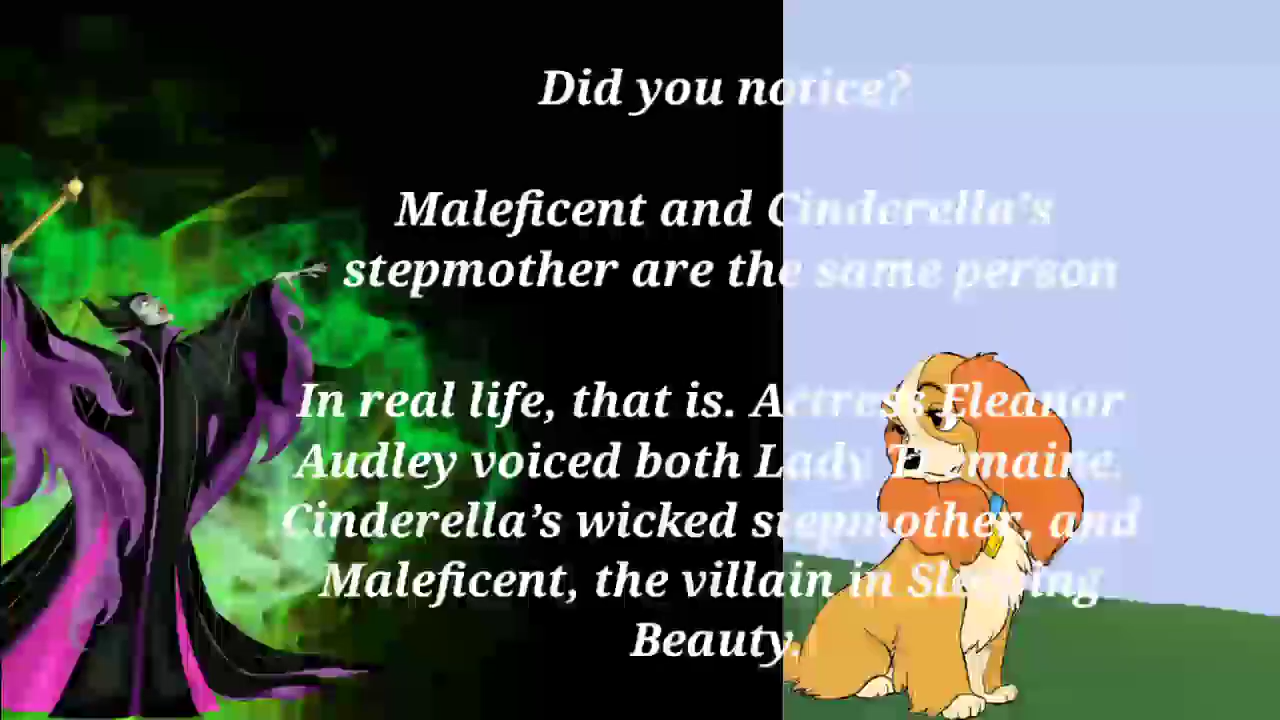 Did you notice?
Maleficent and Cinderella's
stepmother are the same person
In real life, that is. Actress Eleanor
Audley voiced both Lady Tremaine,
Cinderella's wicked stepmother, and
Maleficent, the villain in Sleeping
Beauty.